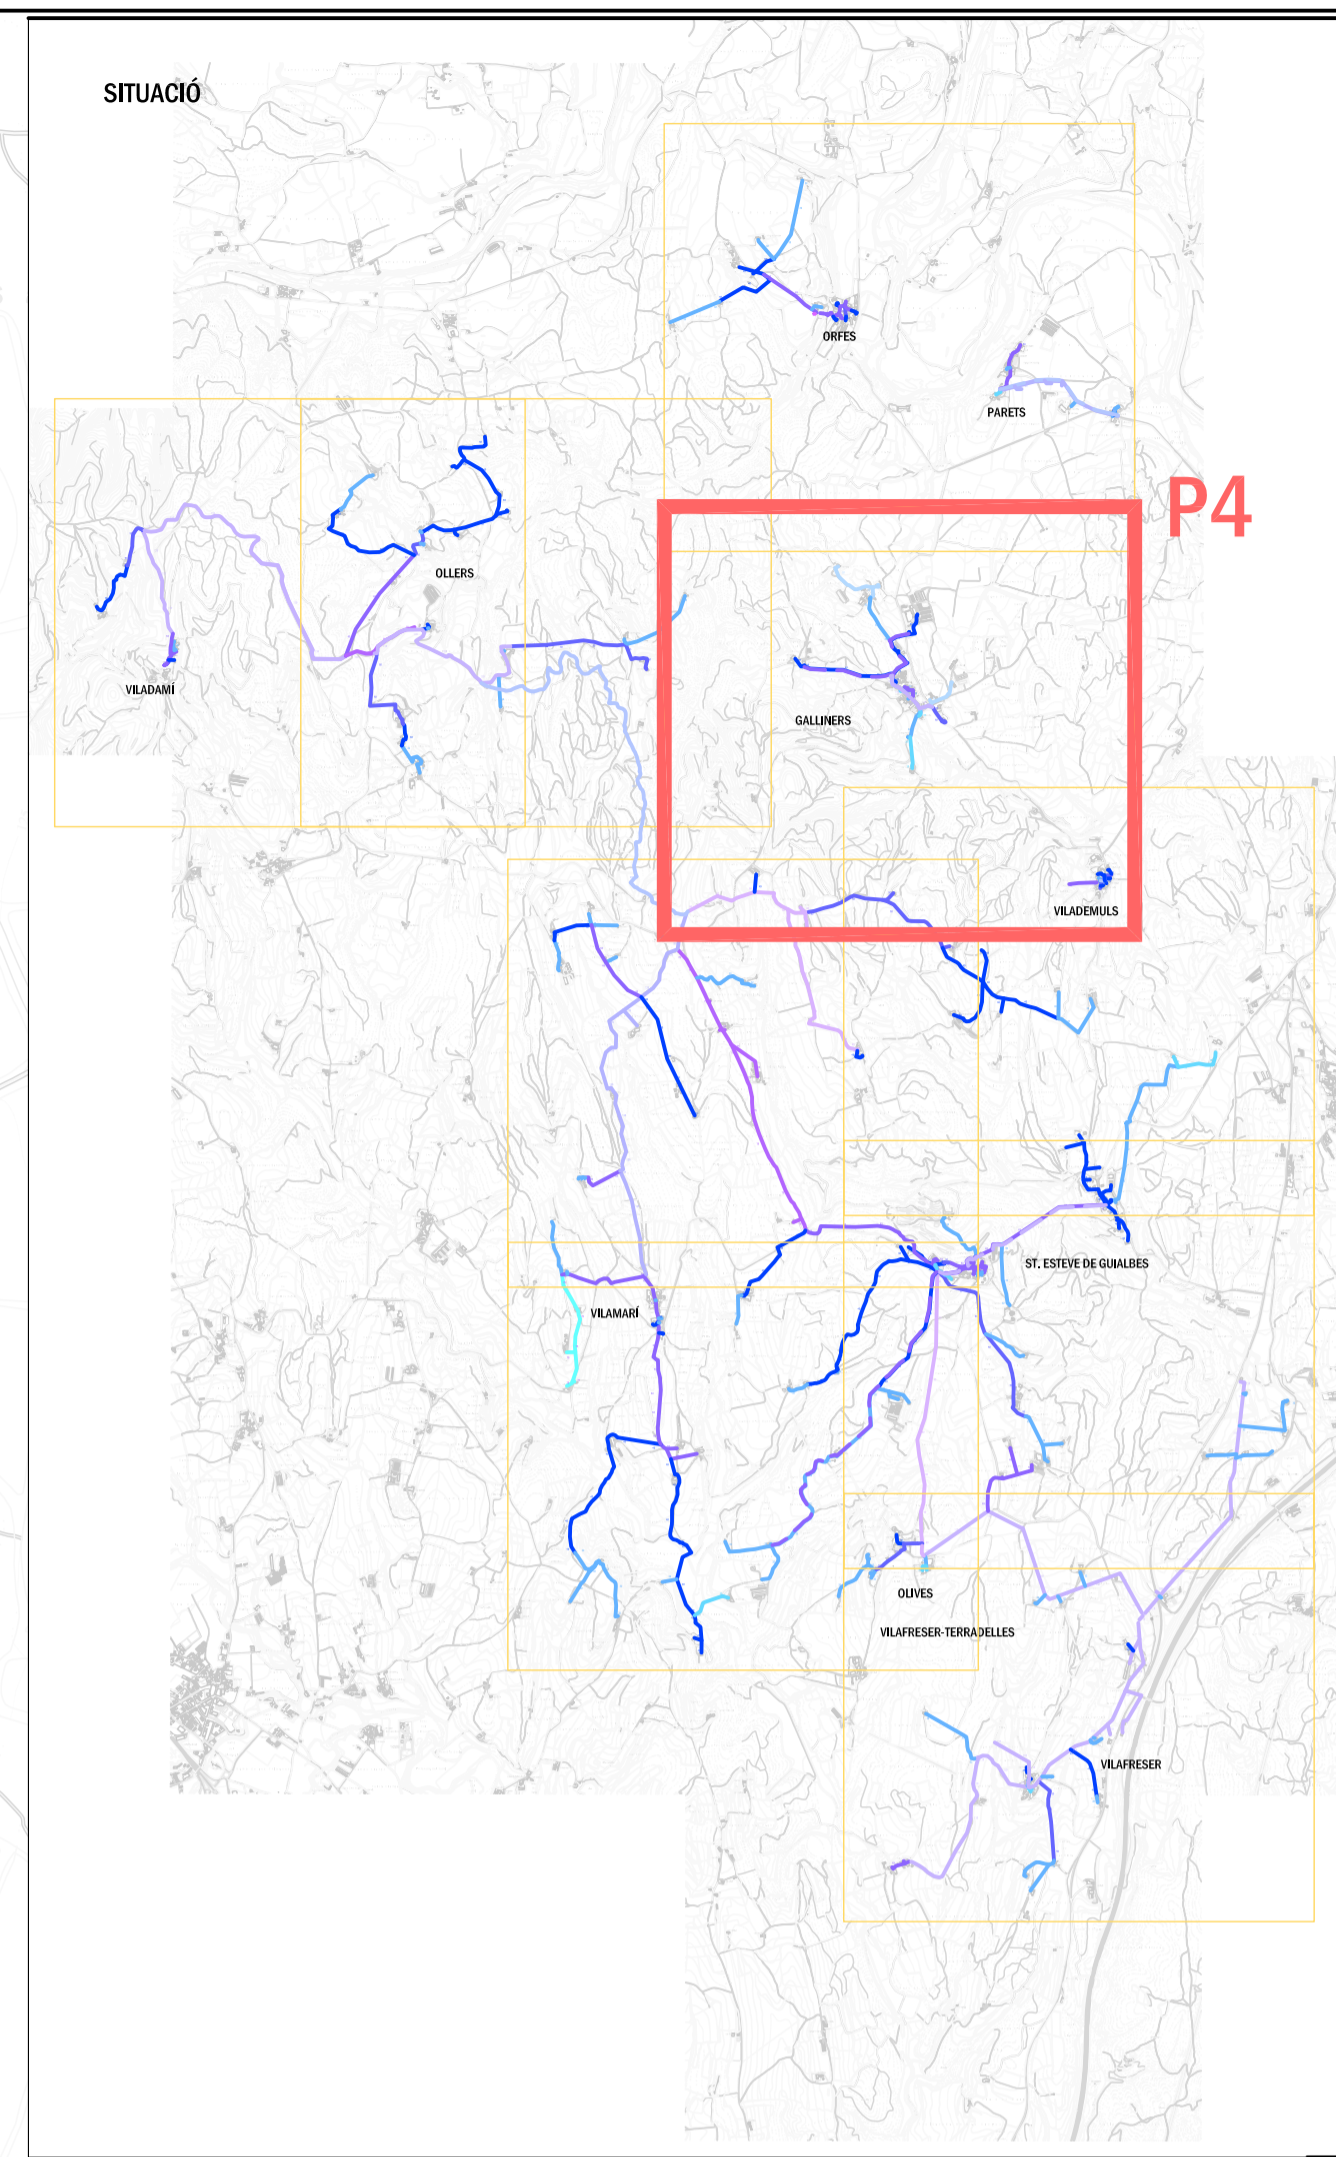 SITUACIÓ
ORFES
PARETS
P4
OLLERS
VILADAMÍ
GALLINERS
VILADEMULS
ST. ESTEVE DE GUIALBES
VILAMARÍ
OLIVES
VILAFRESER-TERRADELLES
VILAFRESER